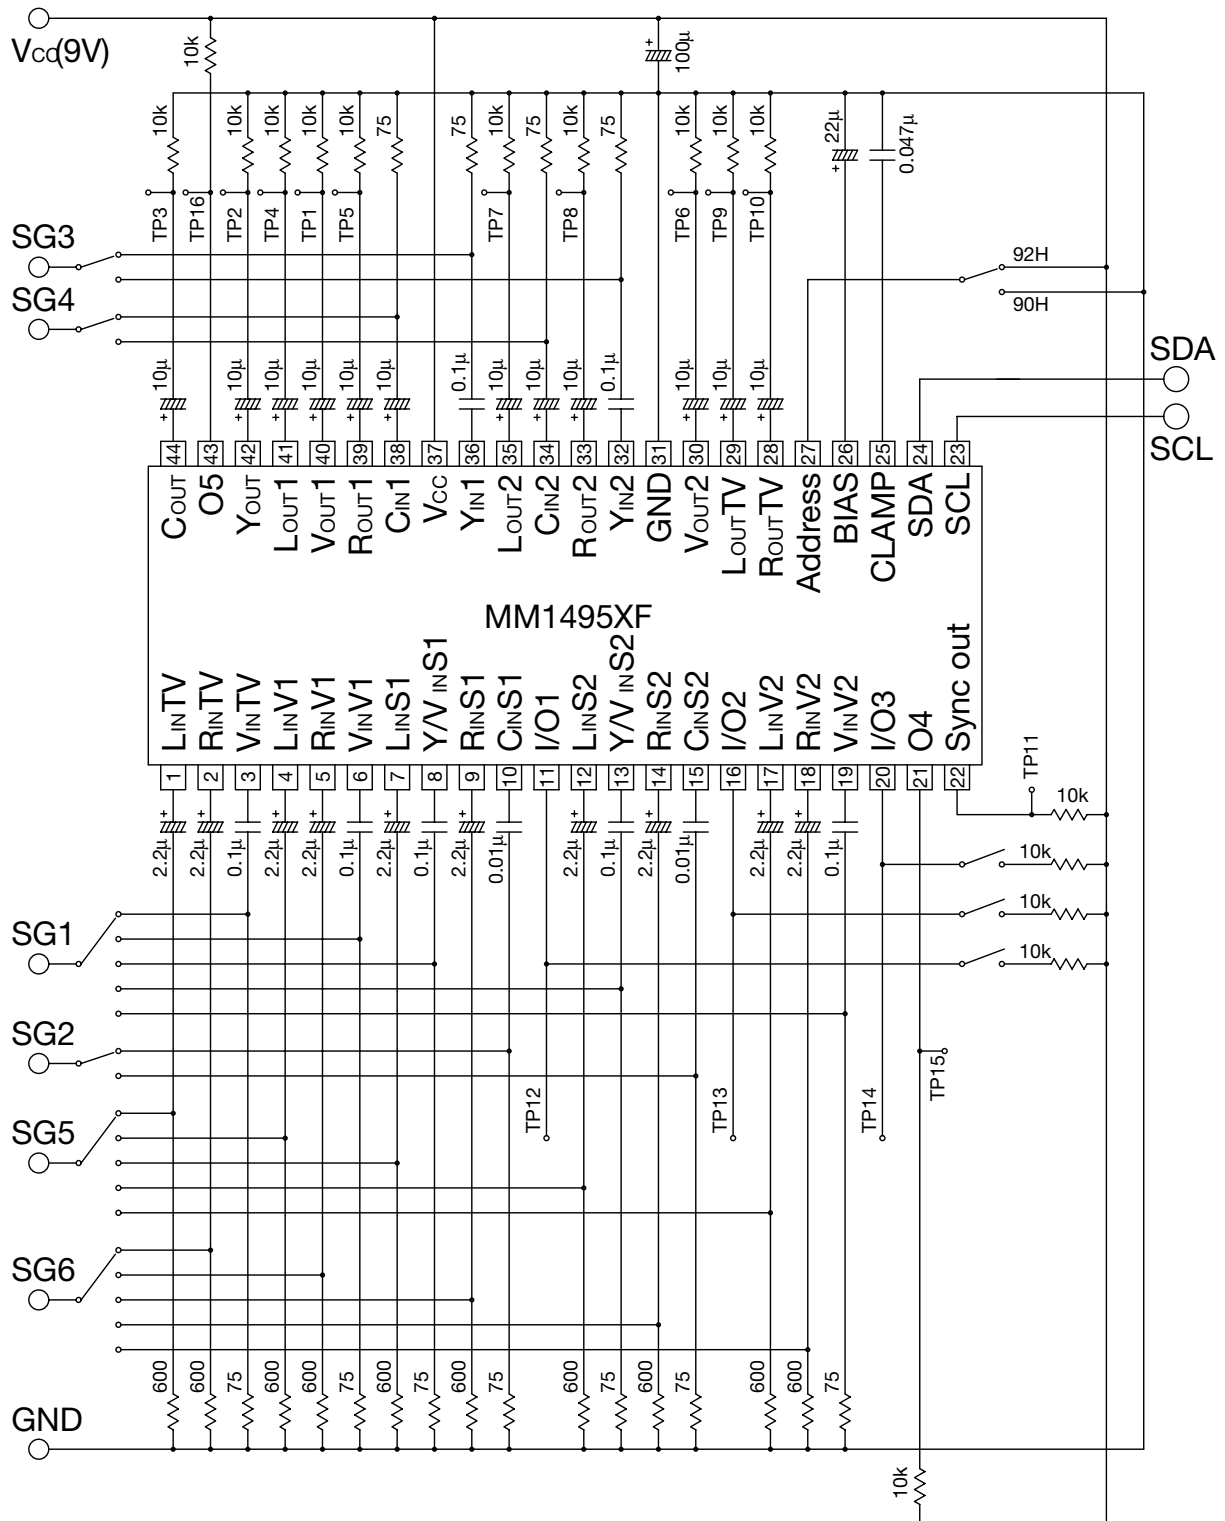 Vcc(9V)
10k
100μ
10k
10k
10k
10k
10k
75
75
10k
75
10k
75
10k
10k
10k
22μ
0.047μ
TP3
TP16
TP2
TP4
TP1
TP5
TP7
TP8
TP6
TP9
TP10
SG3
92H
SG4
90H
SDA
10μ
10μ
10μ
10μ
10μ
10μ
0.1μ
10μ
10μ
10μ
0.1μ
10μ
10μ
10μ
SCL
44
43
42
41
40
39
38
37
36
35
34
33
32
31
30
29
28
27
26
25
24
23
COUT
O5
YOUT
LOUT1
VOUT1
ROUT1
CIN1
VCC
YIN1
LOUT2
CIN2
ROUT2
YIN2
GND
VOUT2
LOUTTV
ROUTTV
Address
BIAS
CLAMP
SDA
SCL
MM1495XF
LINTV
RINTV
VINTV
LINV1
RINV1
VINV1
LINS1
Y/V INS1
RINS1
CINS1
I/O1
LINS2
Y/V INS2
RINS2
CINS2
I/O2
LINV2
RINV2
VINV2
I/O3
O4
Sync out
1
2
3
4
5
6
7
8
9
10
11
12
13
14
15
16
17
18
19
20
21
22
TP11
10k
2.2μ
2.2μ
0.1μ
2.2μ
2.2μ
0.1μ
2.2μ
0.1μ
2.2μ
0.01μ
2.2μ
0.1μ
2.2μ
0.01μ
2.2μ
2.2μ
0.1μ
10k
10k
SG1
10k
SG2
TP15
TP12
TP13
TP14
SG5
SG6
600
600
75
600
600
75
600
75
600
75
600
75
600
75
600
600
75
GND
10k